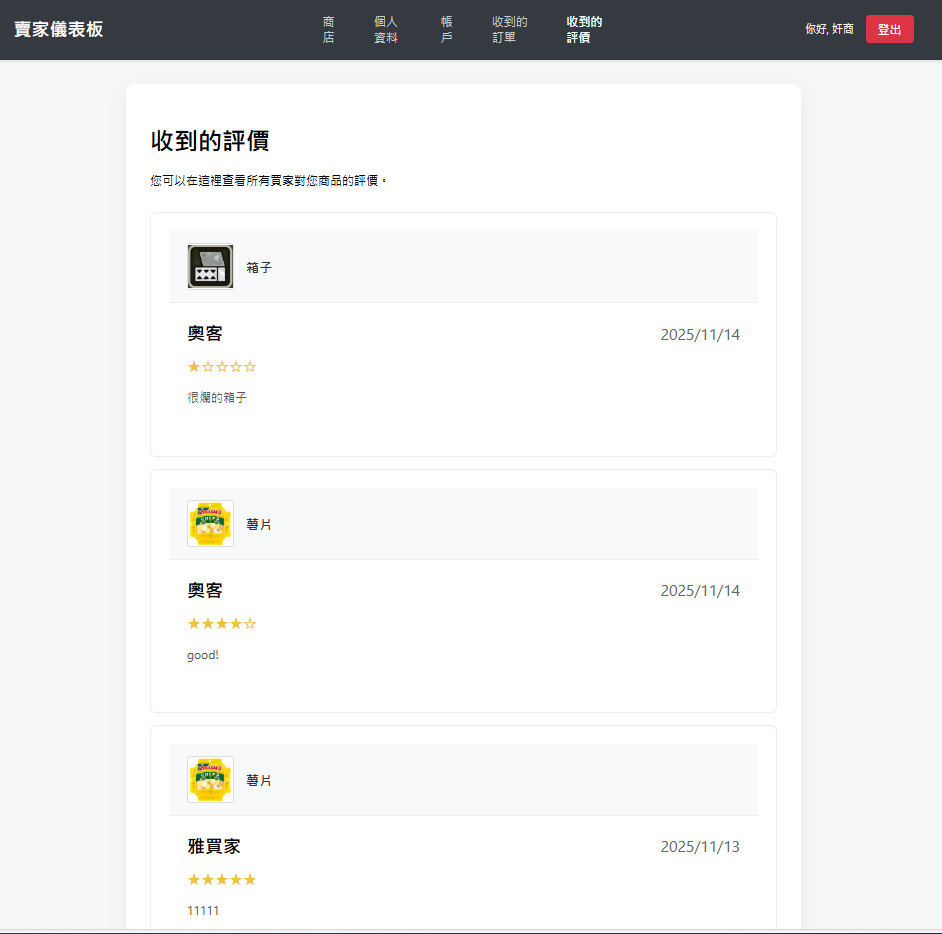 賣家儀表板
商店
個人資料
帳戶
收到的訂單
收到的評價
你好, 奸商
登出
收到的評價
您可以在這裡查看所有買家對您商品的評價。
箱子
奧客
2025/11/14
★☆☆☆☆
很爛的箱子
薯片
奧客
2025/11/14
★★★★☆
good!
薯片
雅買家
2025/11/13
★★★★★
11111